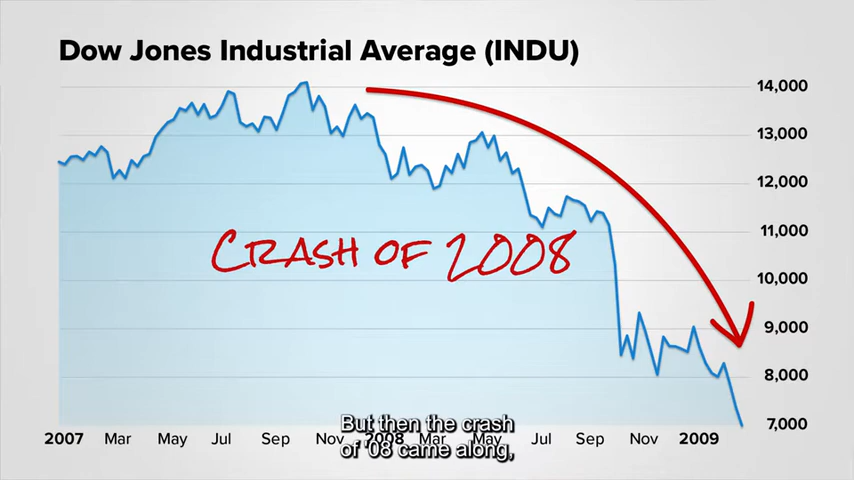 Dow Jones Industrial Average (INDU)
14,000
13,000
12,000
11,000
CRASH OF 2008
10,000
9,000
8,000
7,000
2007 Mar May Jul Sep Nov 2008 Mar May Jul Sep Nov 2009
But then the crash
of '08 came along,